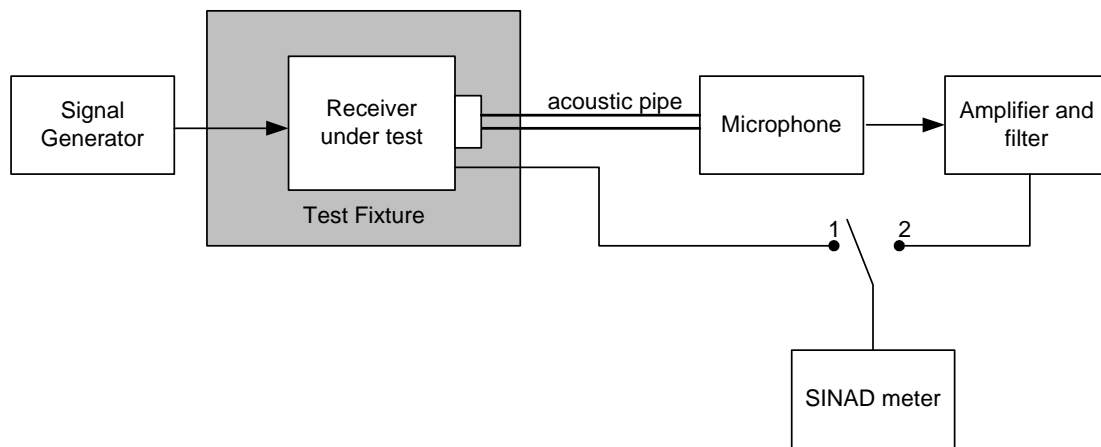 Signal
Generator
Receiver
under test
Test Fixture
acoustic pipe
Microphone
Amplifier and
filter
1
2
SINAD meter